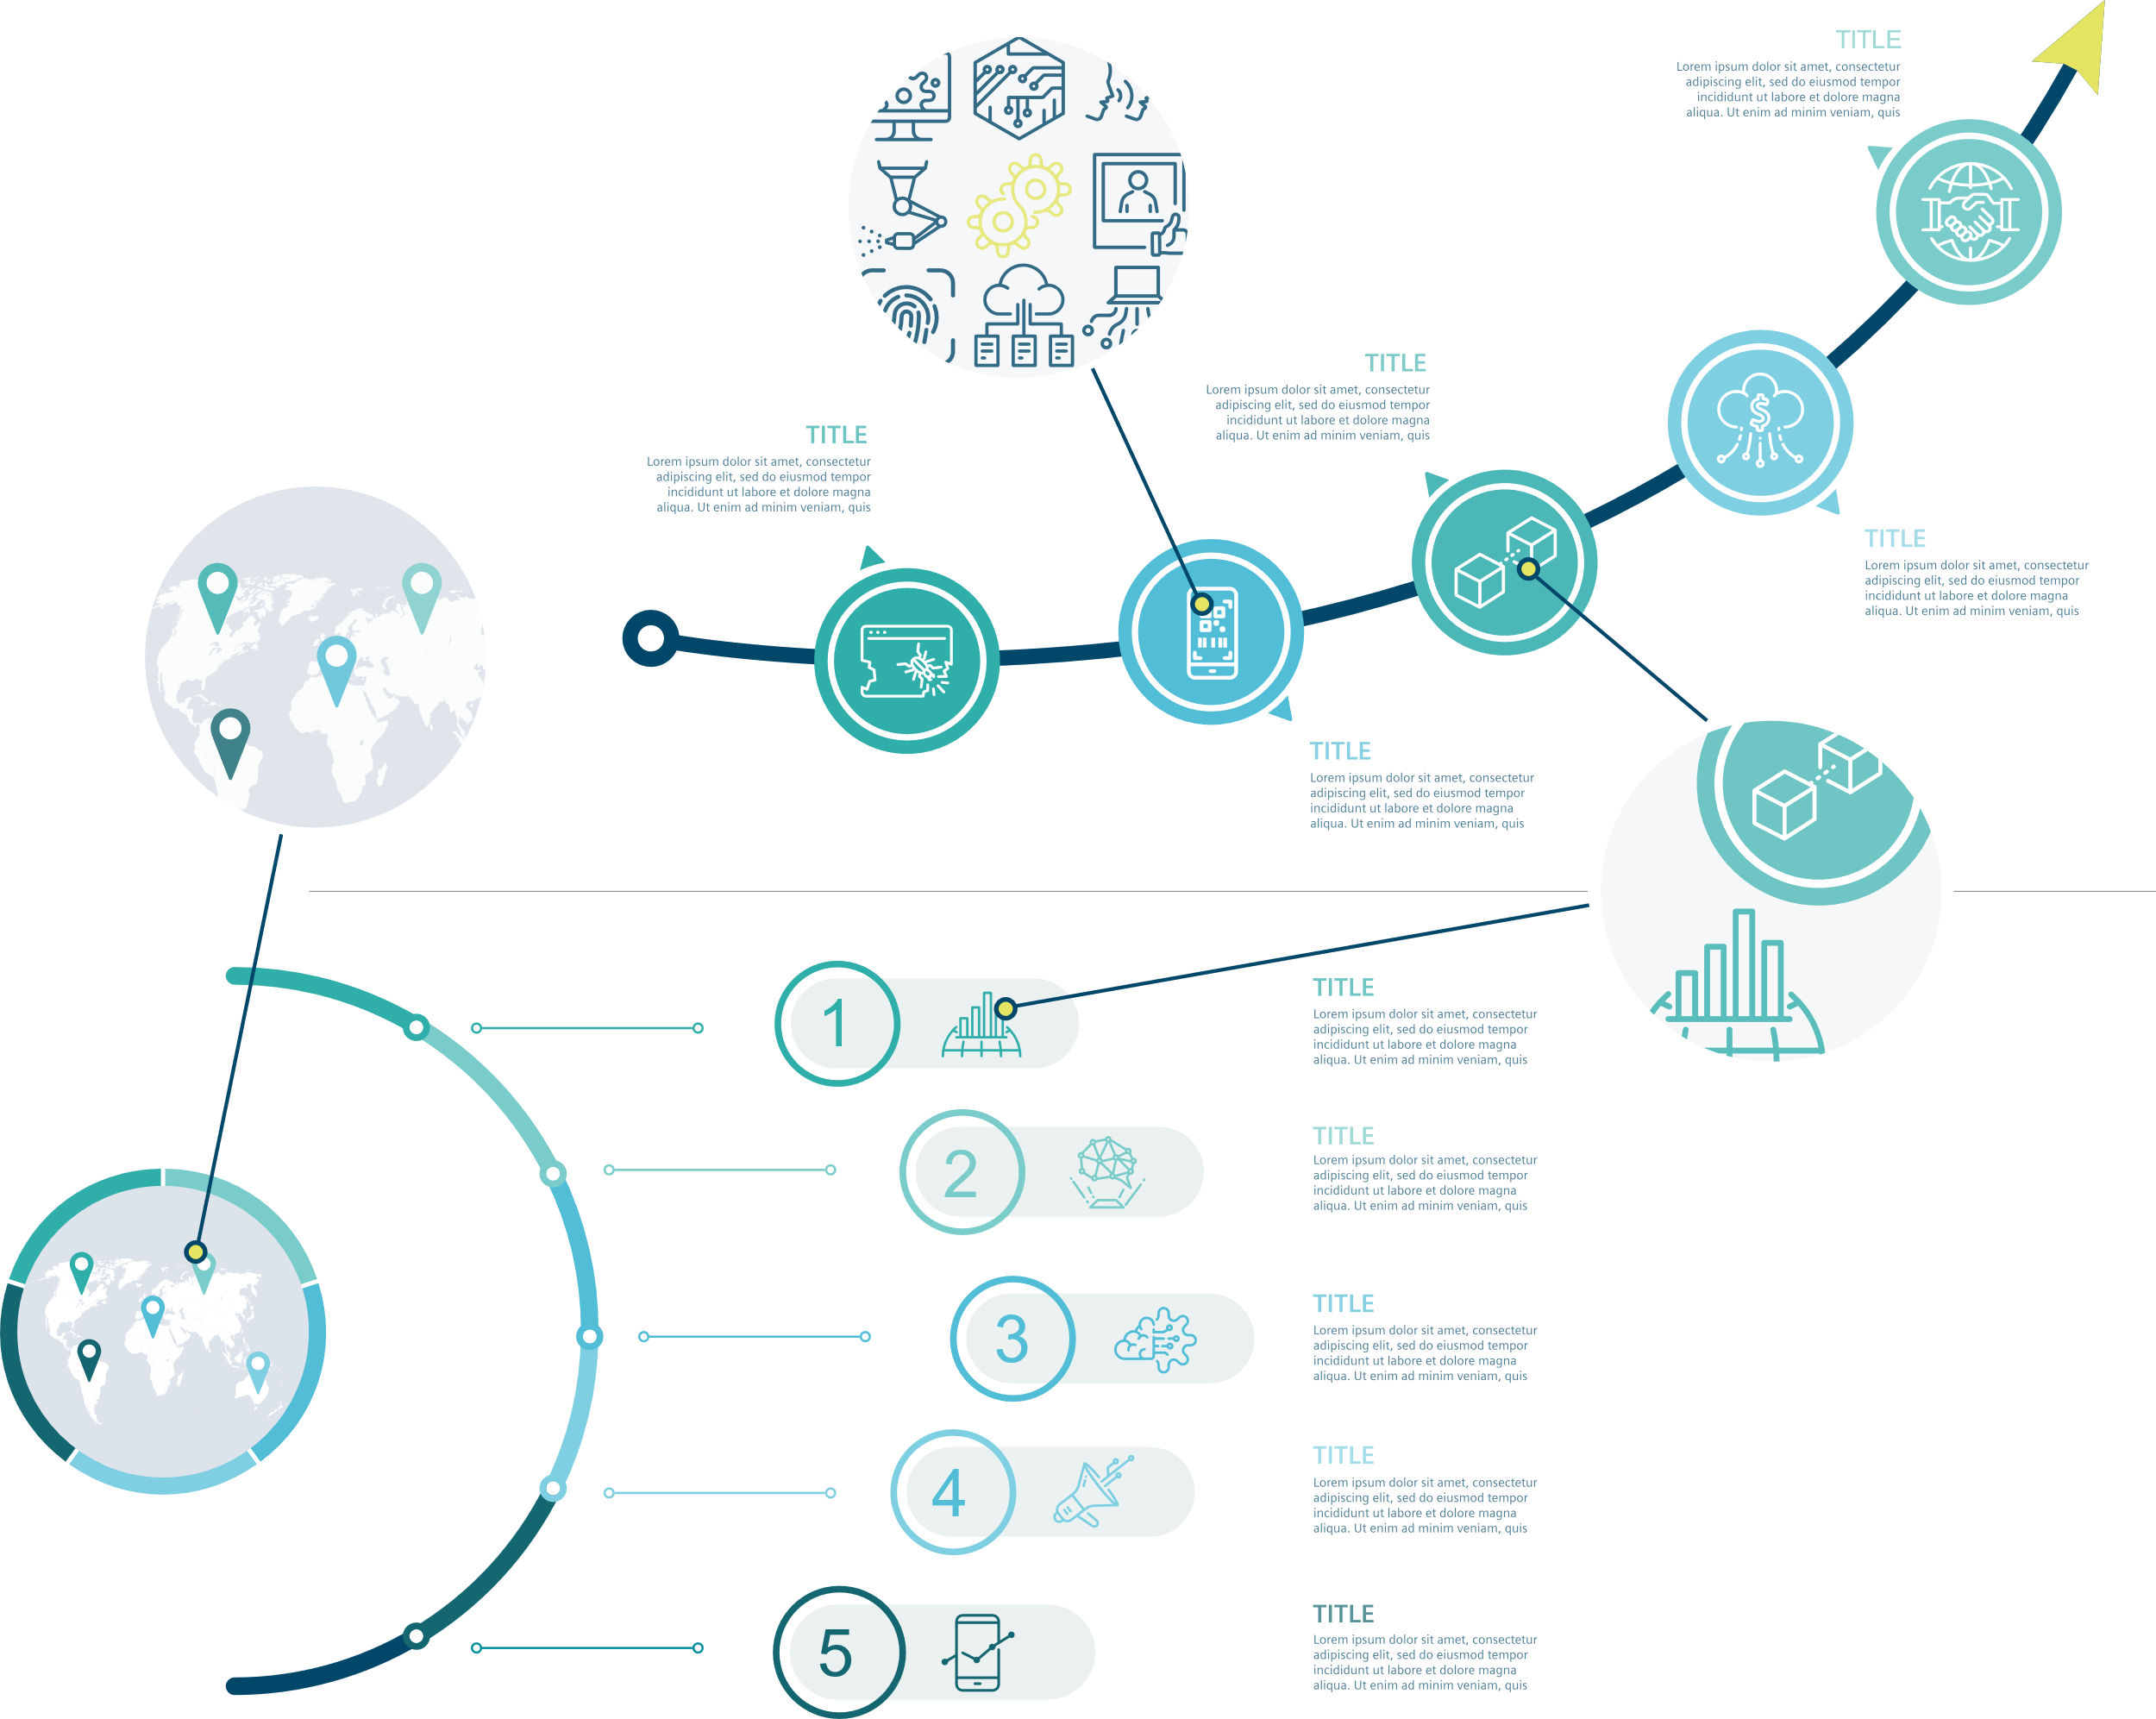 TITLE
Lorem ipsum dolor sit amet, consectetur
adipiscing elit, sed do eiusmod tempor
incididunt ut labore et dolore magna
aliqua. Ut enim ad minim veniam, quis
TITLE
Lorem ipsum dolor sit amet, consectetur
adipiscing elit, sed do eiusmod tempor
incididunt ut labore et dolore magna
aliqua. Ut enim ad minim veniam, quis
TITLE
Lorem ipsum dolor sit amet, consectetur
adipiscing elit, sed do eiusmod tempor
incididunt ut labore et dolore magna
aliqua. Ut enim ad minim veniam, quis
$
TITLE
Lorem ipsum dolor sit amet, consectetur
adipiscing elit, sed do eiusmod tempor
incididunt ut labore et dolore magna
aliqua. Ut enim ad minim veniam, quis
TITLE
Lorem ipsum dolor sit amet, consectetur
adipiscing elit, sed do eiusmod tempor
incididunt ut labore et dolore magna
aliqua. Ut enim ad minim veniam, quis
1
TITLE
Lorem ipsum dolor sit amet, consectetur
adipiscing elit, sed do eiusmod tempor
incididunt ut labore et dolore magna
aliqua. Ut enim ad minim veniam, quis
2
TITLE
Lorem ipsum dolor sit amet, consectetur
adipiscing elit, sed do eiusmod tempor
incididunt ut labore et dolore magna
aliqua. Ut enim ad minim veniam, quis
3
TITLE
Lorem ipsum dolor sit amet, consectetur
adipiscing elit, sed do eiusmod tempor
incididunt ut labore et dolore magna
aliqua. Ut enim ad minim veniam, quis
4
TITLE
Lorem ipsum dolor sit amet, consectetur
adipiscing elit, sed do eiusmod tempor
incididunt ut labore et dolore magna
aliqua. Ut enim ad minim veniam, quis
5
TITLE
Lorem ipsum dolor sit amet, consectetur
adipiscing elit, sed do eiusmod tempor
incididunt ut labore et dolore magna
aliqua. Ut enim ad minim veniam, quis